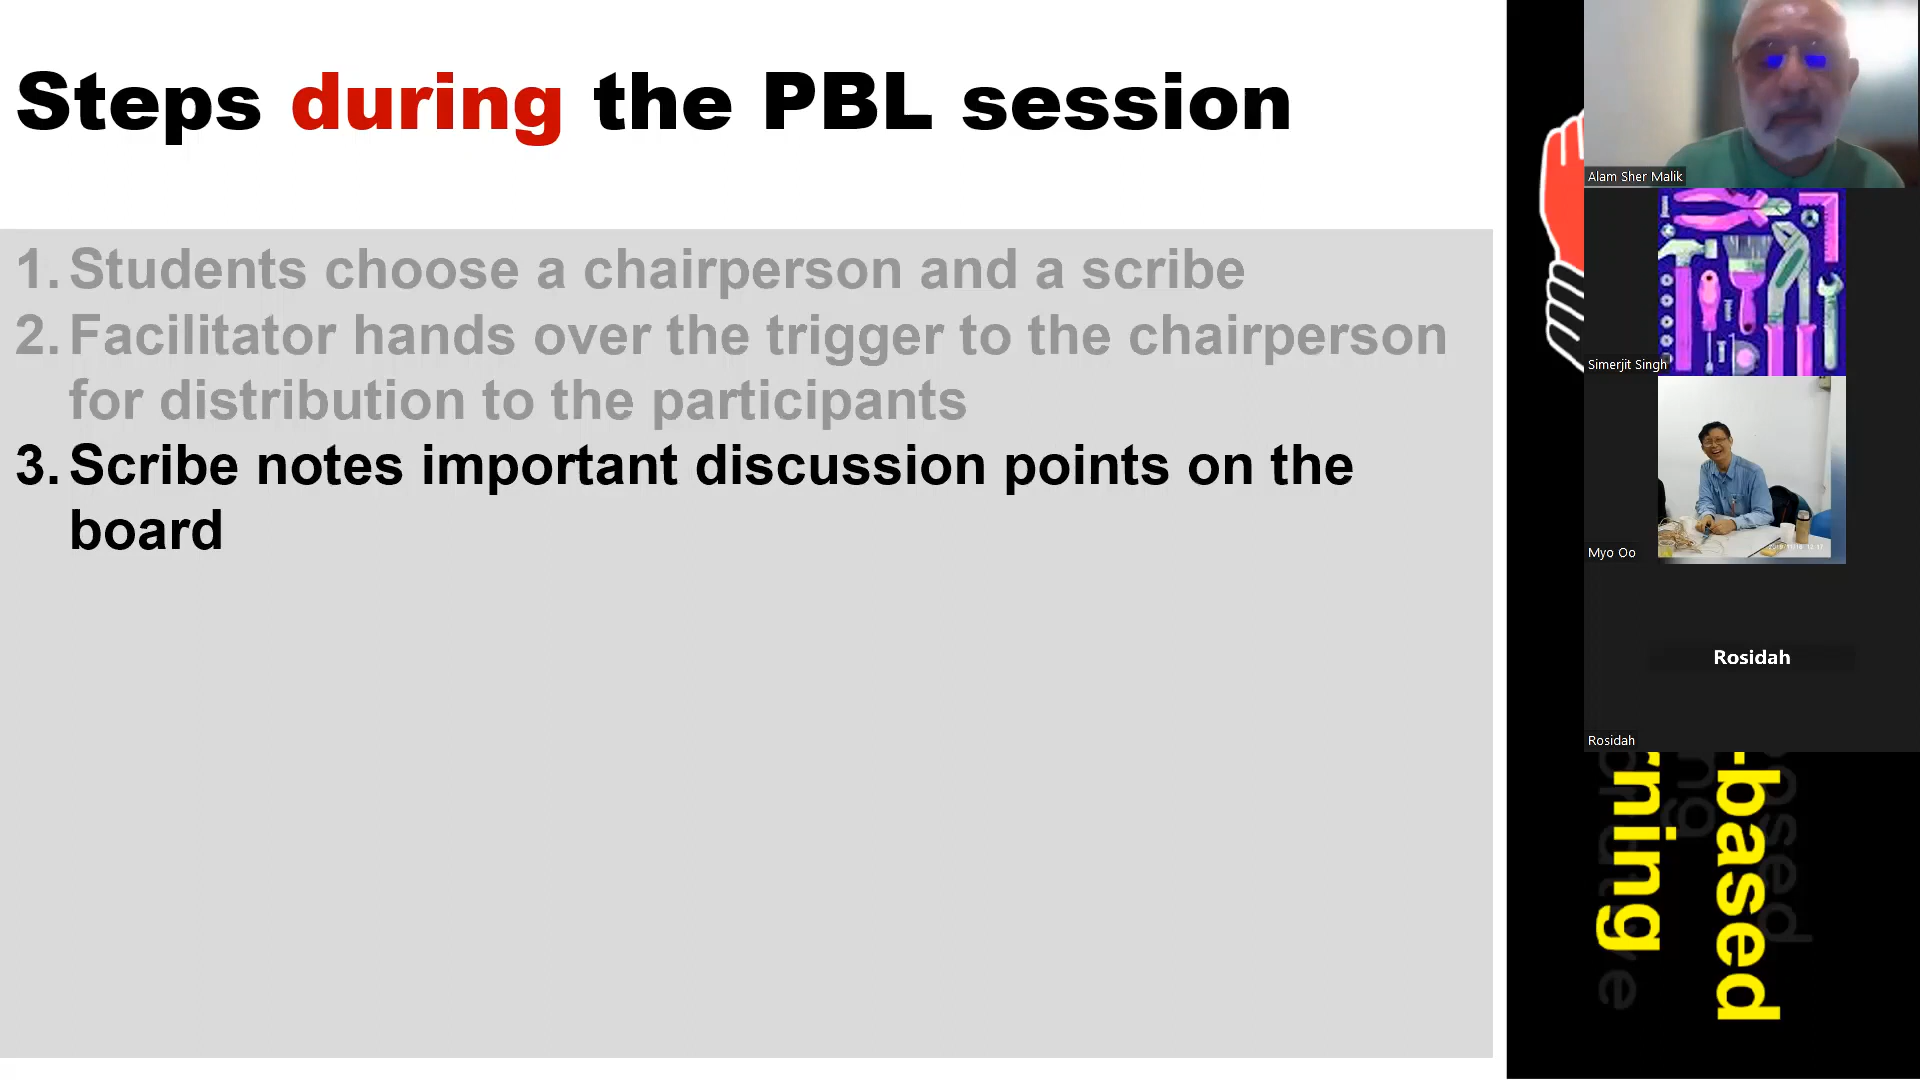 Steps during the PBL session
1. Students choose a chairperson and a scribe
2. Facilitator hands over the trigger to the chairperson
for distribution to the participants
3. Scribe notes important discussion points on the
board
Alam Sher Malik
Simerjit Singh
Myo Oo
Rosidah
Rosidah
-based
rning